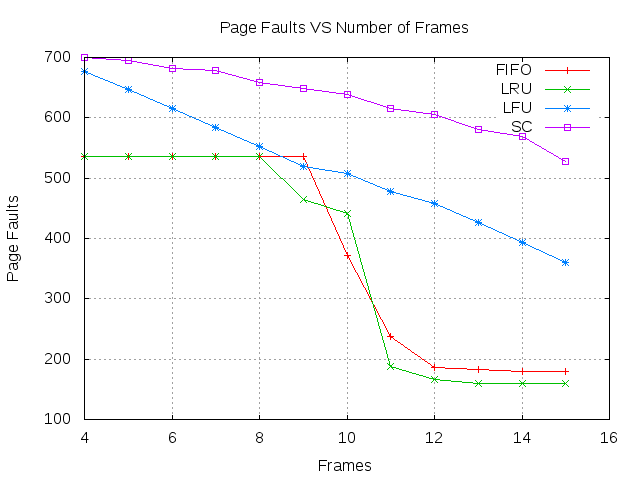 Page Faults VS Number of Frames
700
600
500
400
300
200
100
4 6 8 10 12 14 16
Page Faults
Frames
FIFO
LRU
LFU
SC